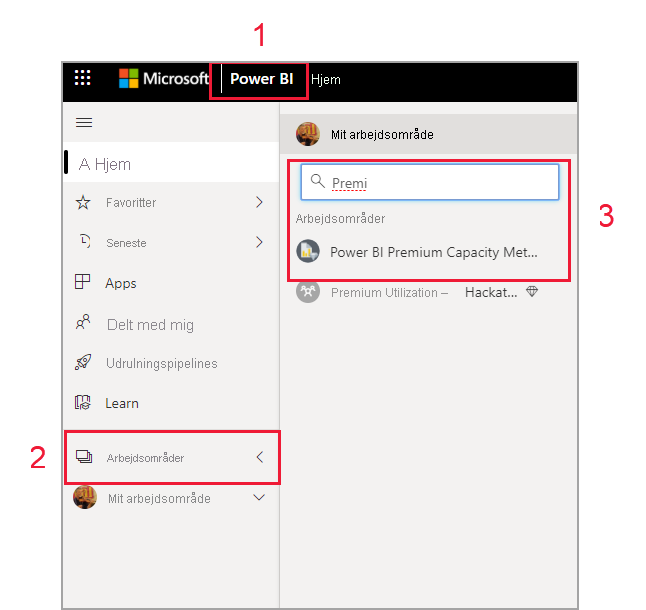 1
Microsoft Power BI Hjem
A Hjem
Favoritter
Seneste
Apps
Delt med mig
Udrulningspipelines
Learn
2
Arbejdsområder
Mit arbejdsområde
Mit arbejdsområde
Premi
3
Arbejdsområder
Power BI Premium Capacity Met...
Premium Utilization – Hackat...